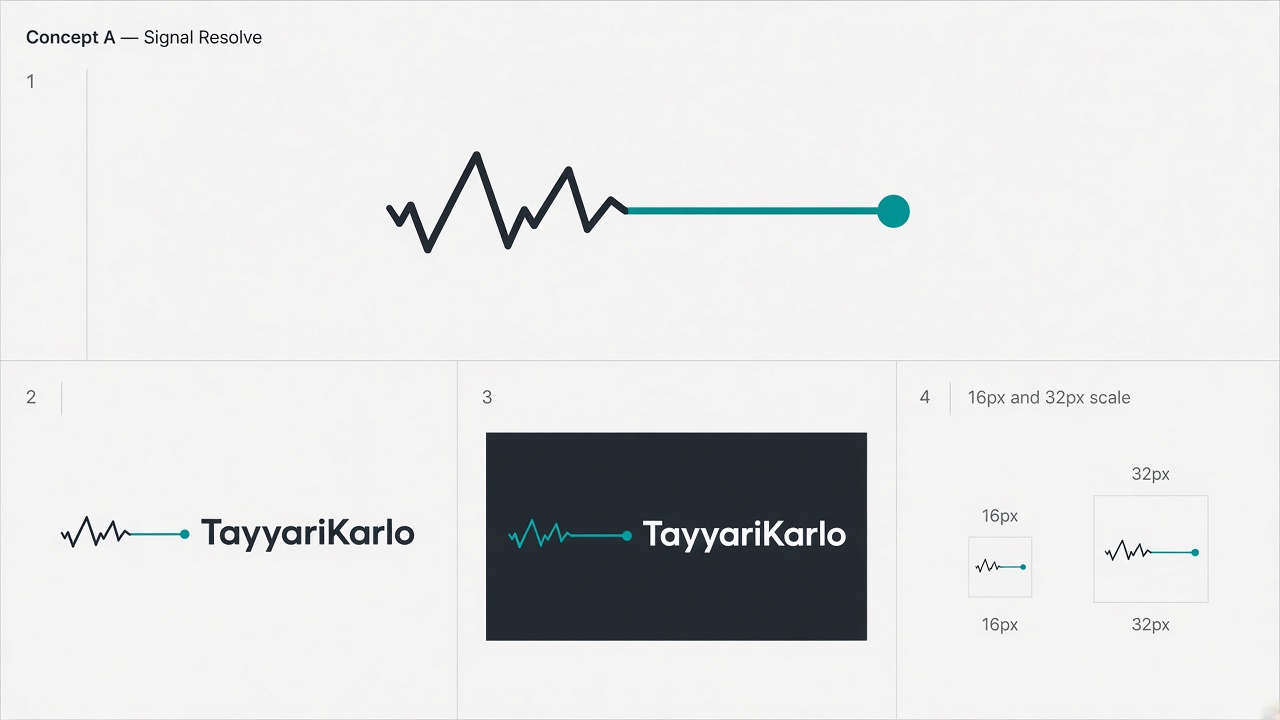 Concept A — Signal Resolve
1
2
TayyariKarlo
3
TayyariKarlo
4
16px and 32px scale
16px
16px
32px
32px